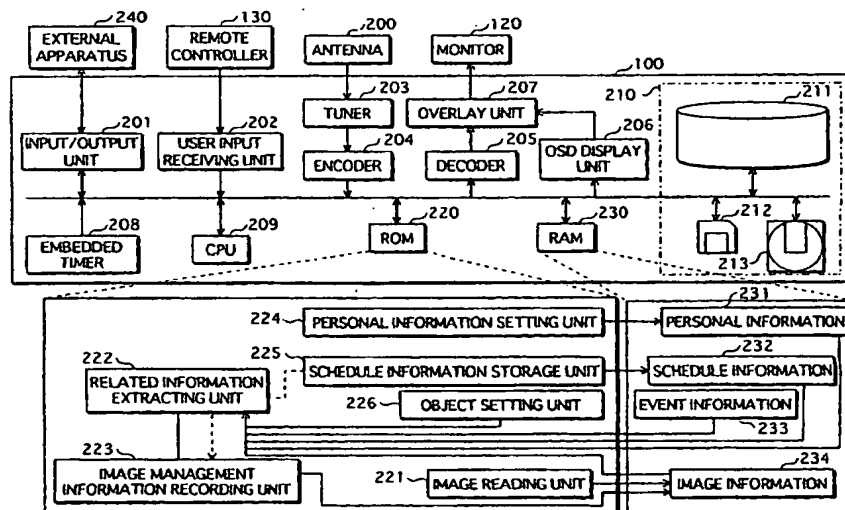 240
130
200
120
EXTERNAL
APPARATUS
REMOTE
CONTROLLER
ANTENNA
MONITOR
100
201
202
203
207
210
211
INPUT/OUTPUT
UNIT
USER INPUT
RECEIVING UNIT
TUNER
OVERLAY UNIT
204
205
206
ENCODER
DECODER
OSD DISPLAY
UNIT
208
209
220
230
212
EMBEDDED
TIMER
CPU
ROM
RAM
213
231
224
PERSONAL INFORMATION SETTING UNIT
PERSONAL INFORMATION
222
225
232
RELATED INFORMATION
EXTRACTING UNIT
SCHEDULE INFORMATION STORAGE UNIT
SCHEDULE INFORMATION
226
OBJECT SETTING UNIT
EVENT INFORMATION
233
223
221
234
IMAGE MANAGEMENT
INFORMATION RECORDING UNIT
IMAGE READING UNIT
IMAGE INFORMATION